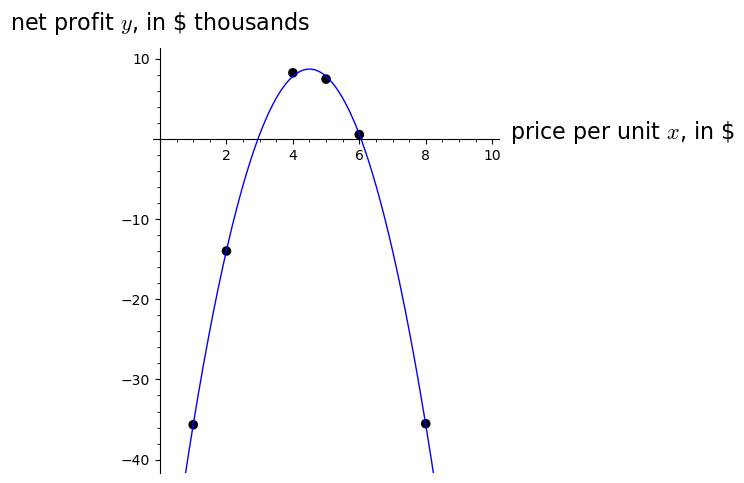 net profit y, in $ thousands
10
price per unit x, in $
2 4 6 8 10
−10
−20
−30
−40